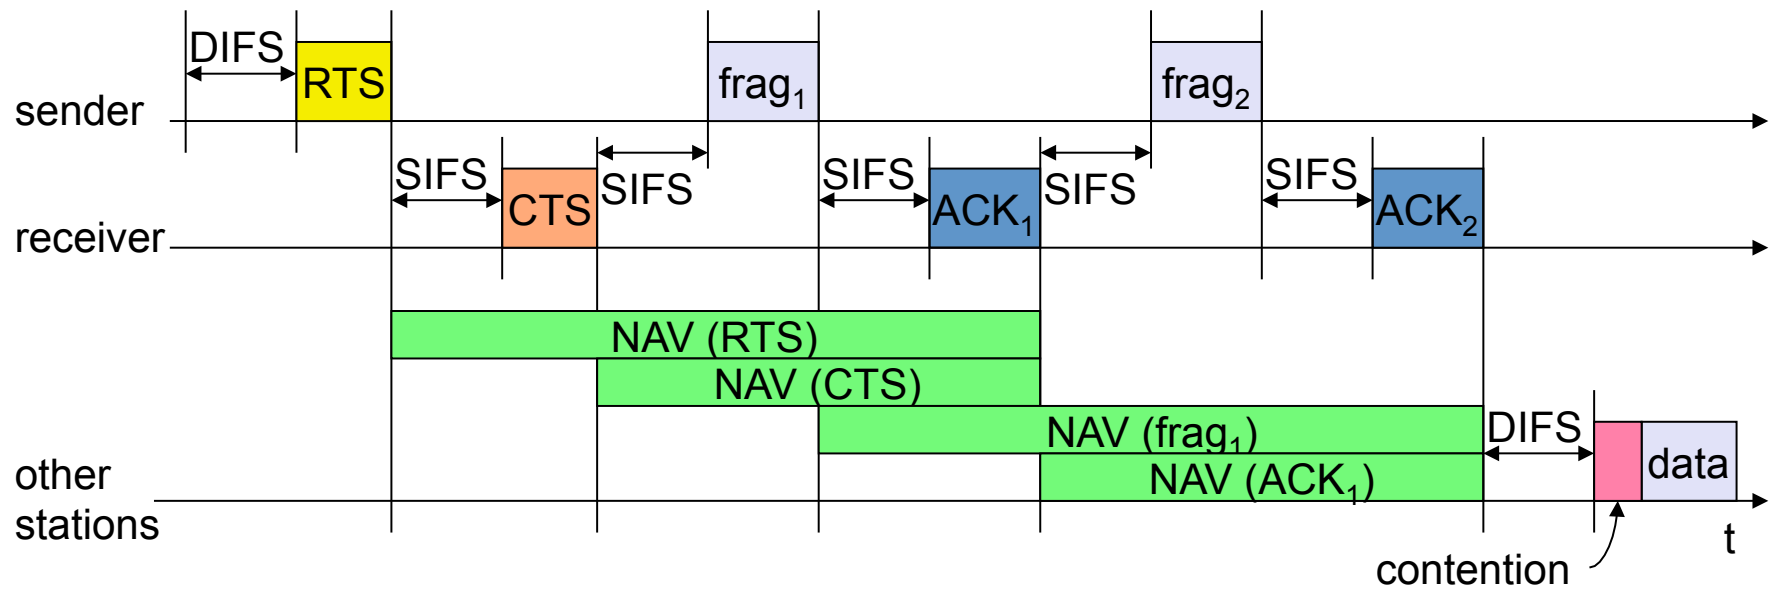 DIFS
RTS
frag₁
frag₂
sender
SIFS
CTS
SIFS
SIFS
ACK₁
SIFS
SIFS
ACK₂
receiver
NAV (RTS)
NAV (CTS)
NAV (frag₁)
DIFS
NAV (ACK₁)
data
other
stations
t
contention